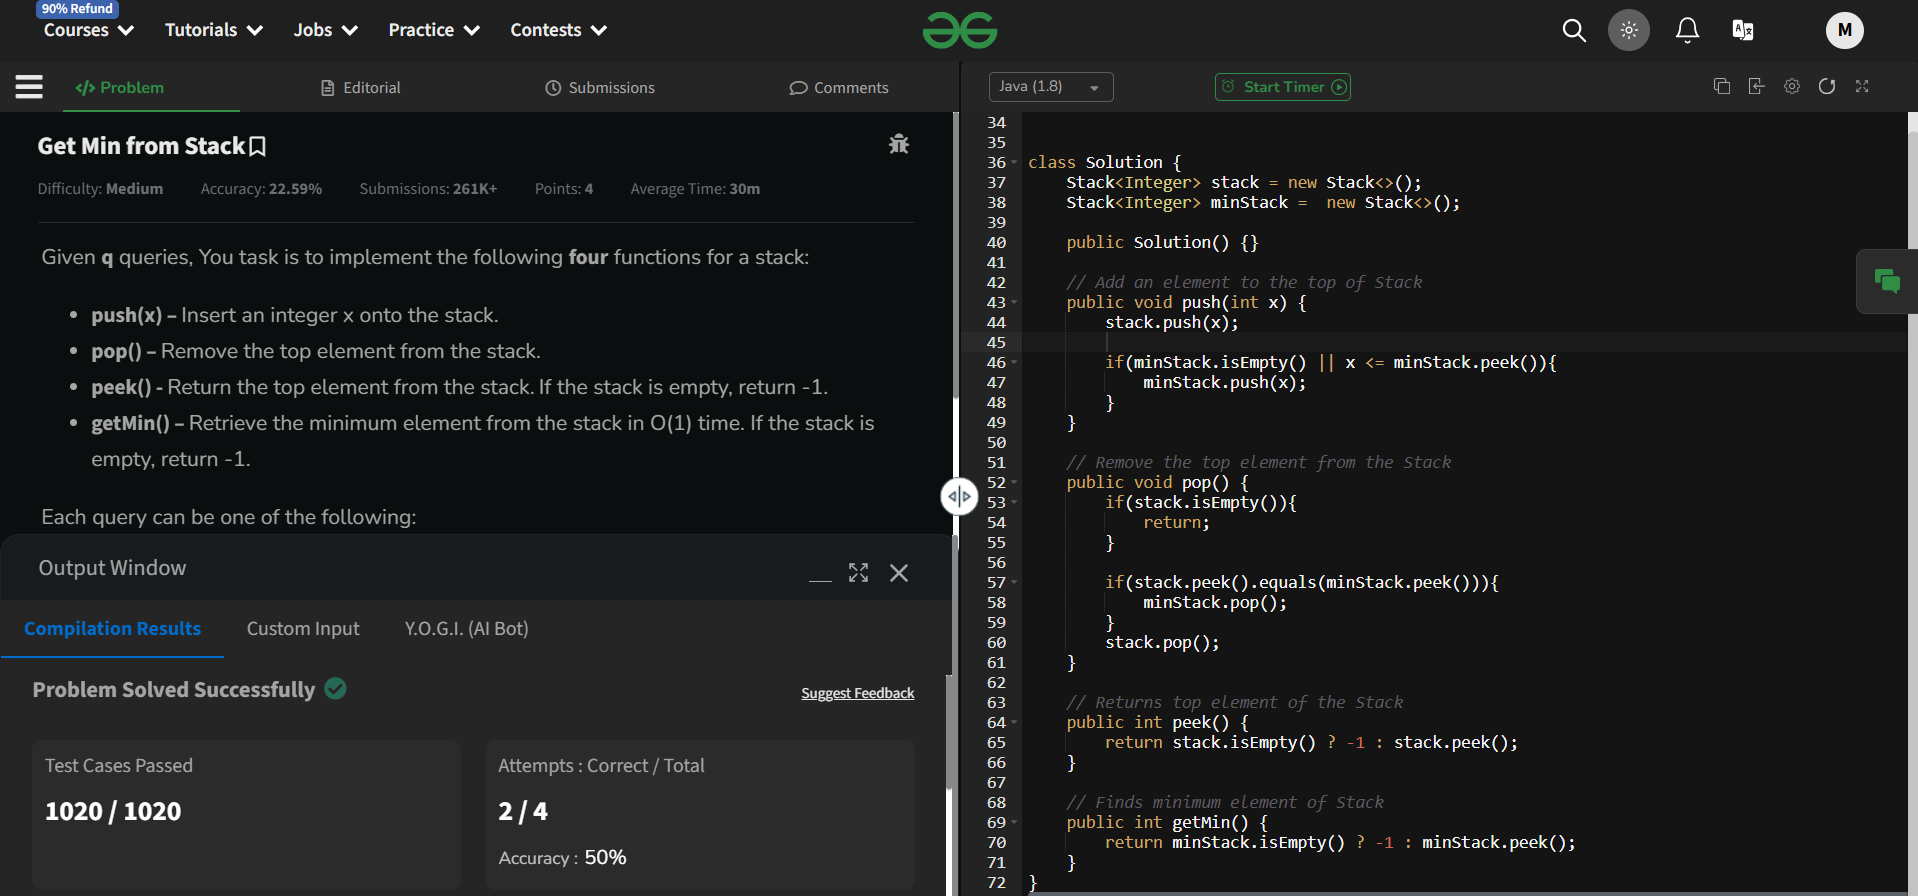 90% Refund
Courses Tutorials Jobs Practice Contests
M
Problem Editorial Submissions Comments
Get Min from Stack
Difficulty: Medium Accuracy: 22.59% Submissions: 261K+ Points: 4 Average Time: 30m
Given q queries, You task is to implement the following four functions for a stack:
• push(x) – Insert an integer x onto the stack.
• pop() – Remove the top element from the stack.
• peek() - Return the top element from the stack. If the stack is empty, return -1.
• getMin() – Retrieve the minimum element from the stack in O(1) time. If the stack is
empty, return -1.
Each query can be one of the following:
Output Window
Compilation Results Custom Input Y.O.G.I. (AI Bot)
Problem Solved Successfully
Suggest Feedback
Test Cases Passed
1020 / 1020
Attempts : Correct / Total
2 / 4
Accuracy : 50%
Java (1.8) Start Timer
34
35
36 class Solution {
37     Stack<Integer> stack = new Stack<>();
38     Stack<Integer> minStack =  new Stack<>();
39
40     public Solution() {}
41
42     // Add an element to the top of Stack
43     public void push(int x) {
44         stack.push(x);
45
46         if(minStack.isEmpty() || x <= minStack.peek()){
47             minStack.push(x);
48         }
49     }
50
51     // Remove the top element from the Stack
52     public void pop() {
53         if(stack.isEmpty()){
54             return;
55         }
56
57         if(stack.peek().equals(minStack.peek())){
58             minStack.pop();
59         }
60         stack.pop();
61     }
62
63     // Returns top element of the Stack
64     public int peek() {
65         return stack.isEmpty() ? -1 : stack.peek();
66     }
67
68     // Finds minimum element of Stack
69     public int getMin() {
70         return minStack.isEmpty() ? -1 : minStack.peek();
71     }
72 }